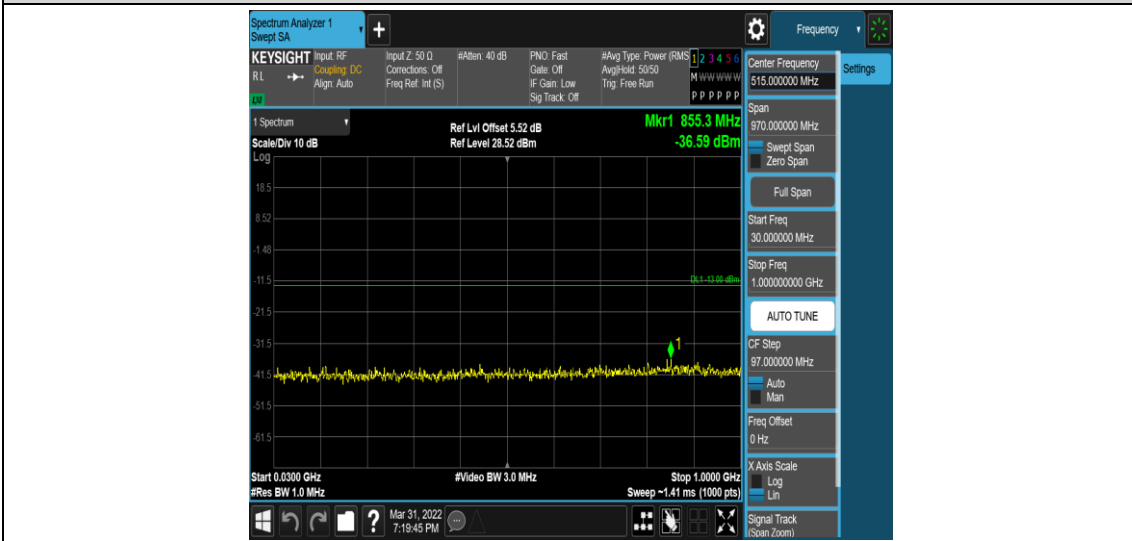 Spectrum Analyzer 1
Swept SA
+
Frequency
KEYSIGHT
RL
LXI
Input: RF
Coupling: DC
Align: Auto
Input Z: 50 Ω
Corrections: Off
Freq Ref: Int (S)
#Atten: 40 dB
PNO: Fast
Gate: Off
IF Gain: Low
Sig Track: Off
#Avg Type: Power (RMS
Avg|Hold: 50/50
Trig: Free Run
1 2 3 4 5 6
M W W W W W
P P P P P P
1 Spectrum
Scale/Div 10 dB
Log
Ref Lvl Offset 5.52 dB
Ref Level 28.52 dBm
Mkr1 855.3 MHz
-36.59 dBm
18.5
8.52
-1.48
-11.5
DL1 -13.00 dBm
-21.5
-31.5
1
-41.5
-51.5
-61.5
Start 0.0300 GHz
#Res BW 1.0 MHz
#Video BW 3.0 MHz
Stop 1.0000 GHz
Sweep ~1.41 ms (1000 pts)
?
Mar 31, 2022
7:19:45 PM
Center Frequency
515.000000 MHz
Settings
Span
970.000000 MHz
Swept Span
Zero Span
Full Span
Start Freq
30.000000 MHz
Stop Freq
1.000000000 GHz
AUTO TUNE
CF Step
97.000000 MHz
Auto
Man
Freq Offset
0 Hz
X Axis Scale
Log
Lin
Signal Track
(Span Zoom)